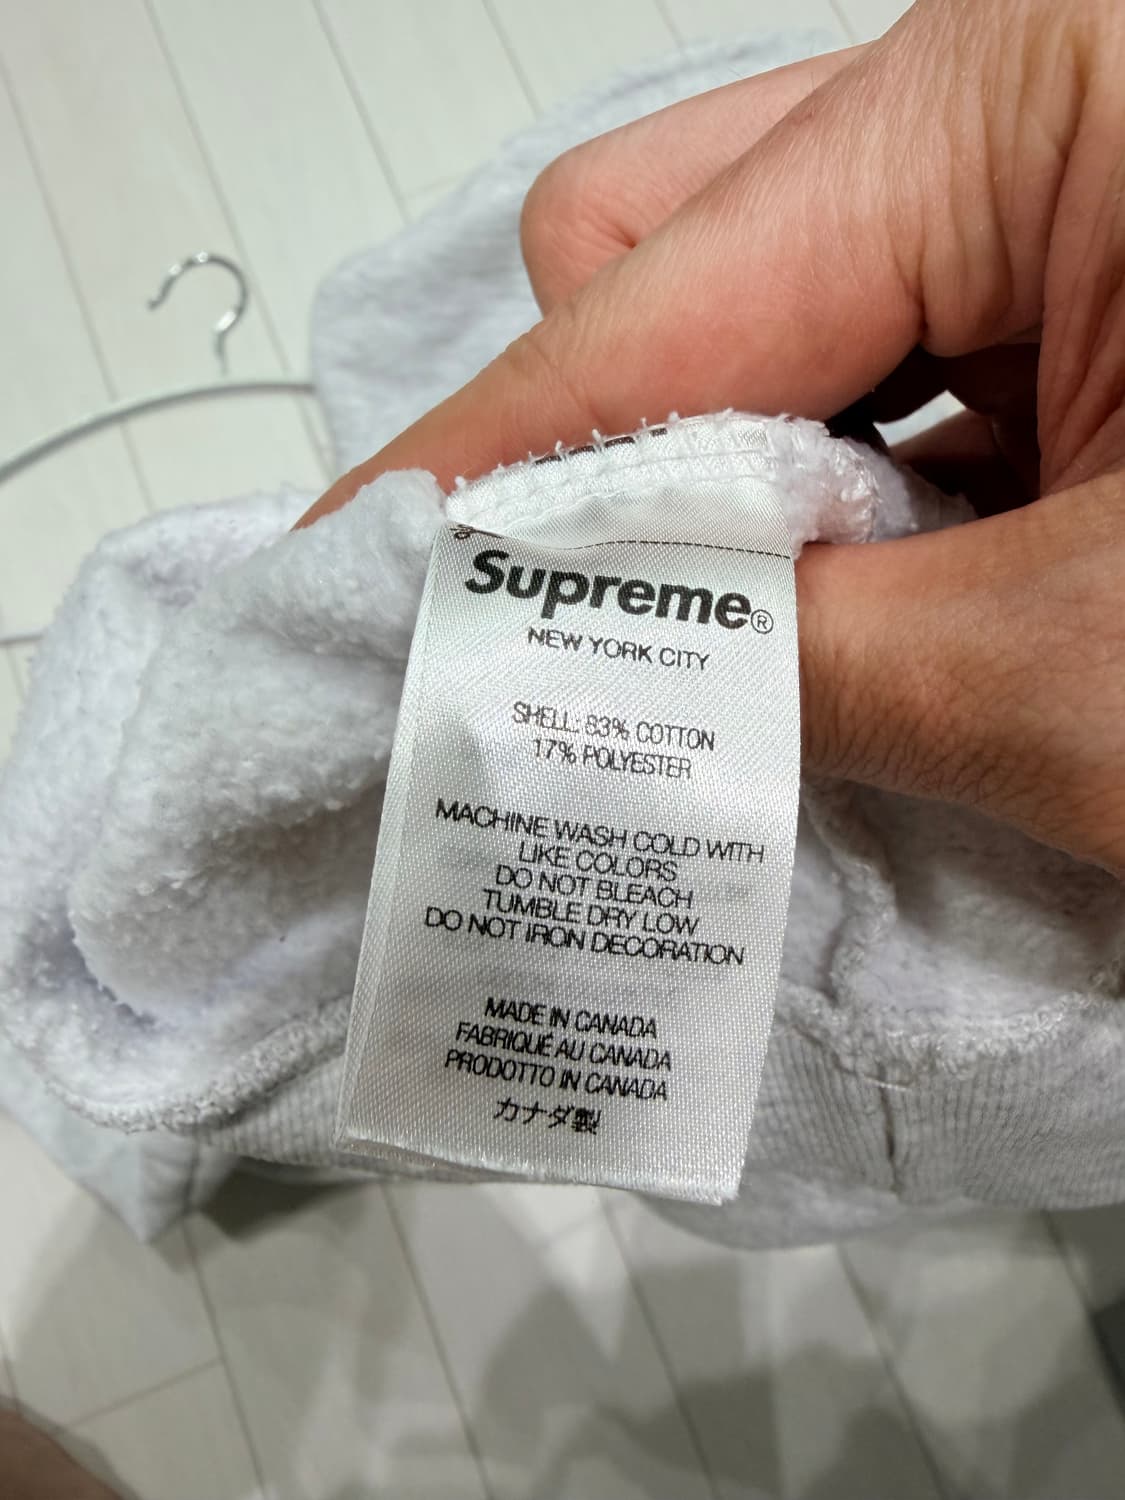 Supreme®
NEW YORK CITY
SHELL: 83% COTTON
17% POLYESTER
MACHINE WASH COLD WITH
LIKE COLORS
DO NOT BLEACH
TUMBLE DRY LOW
DO NOT IRON DECORATION
MADE IN CANADA
FABRIQUÉ AU CANADA
PRODOTTO IN CANADA
カナダ製